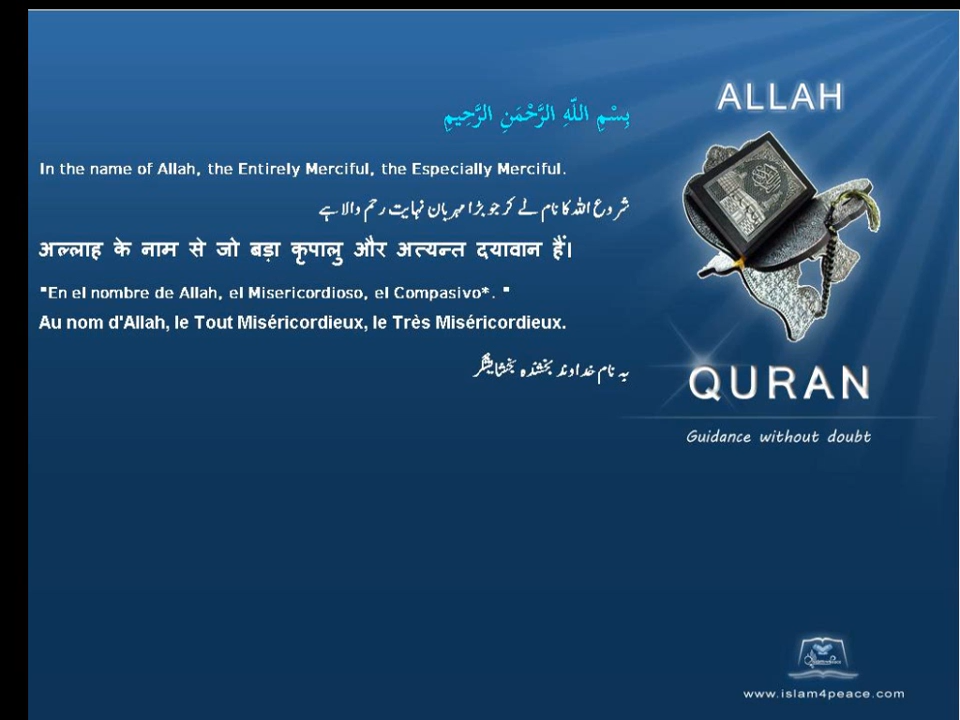 بِسْمِ اللّهِ الرَّحْمَنِ الرَّحِيمِ
In the name of Allah, the Entirely Merciful, the Especially Merciful.
شروع الله کا نام لے کر جو بڑا مہربان نہایت رحم والا ہے
अल्लाह के नाम से जो बड़ा कृपालु और अत्यन्त दयावान हैं।
"En el nombre de Allah, el Misericordioso, el Compasivo*. "
Au nom d'Allah, le Tout Miséricordieux, le Très Miséricordieux.
به نام خداوند بخشنده بخشایشگر
ALLAH
QURAN
Guidance without doubt
www.islam4peace.com